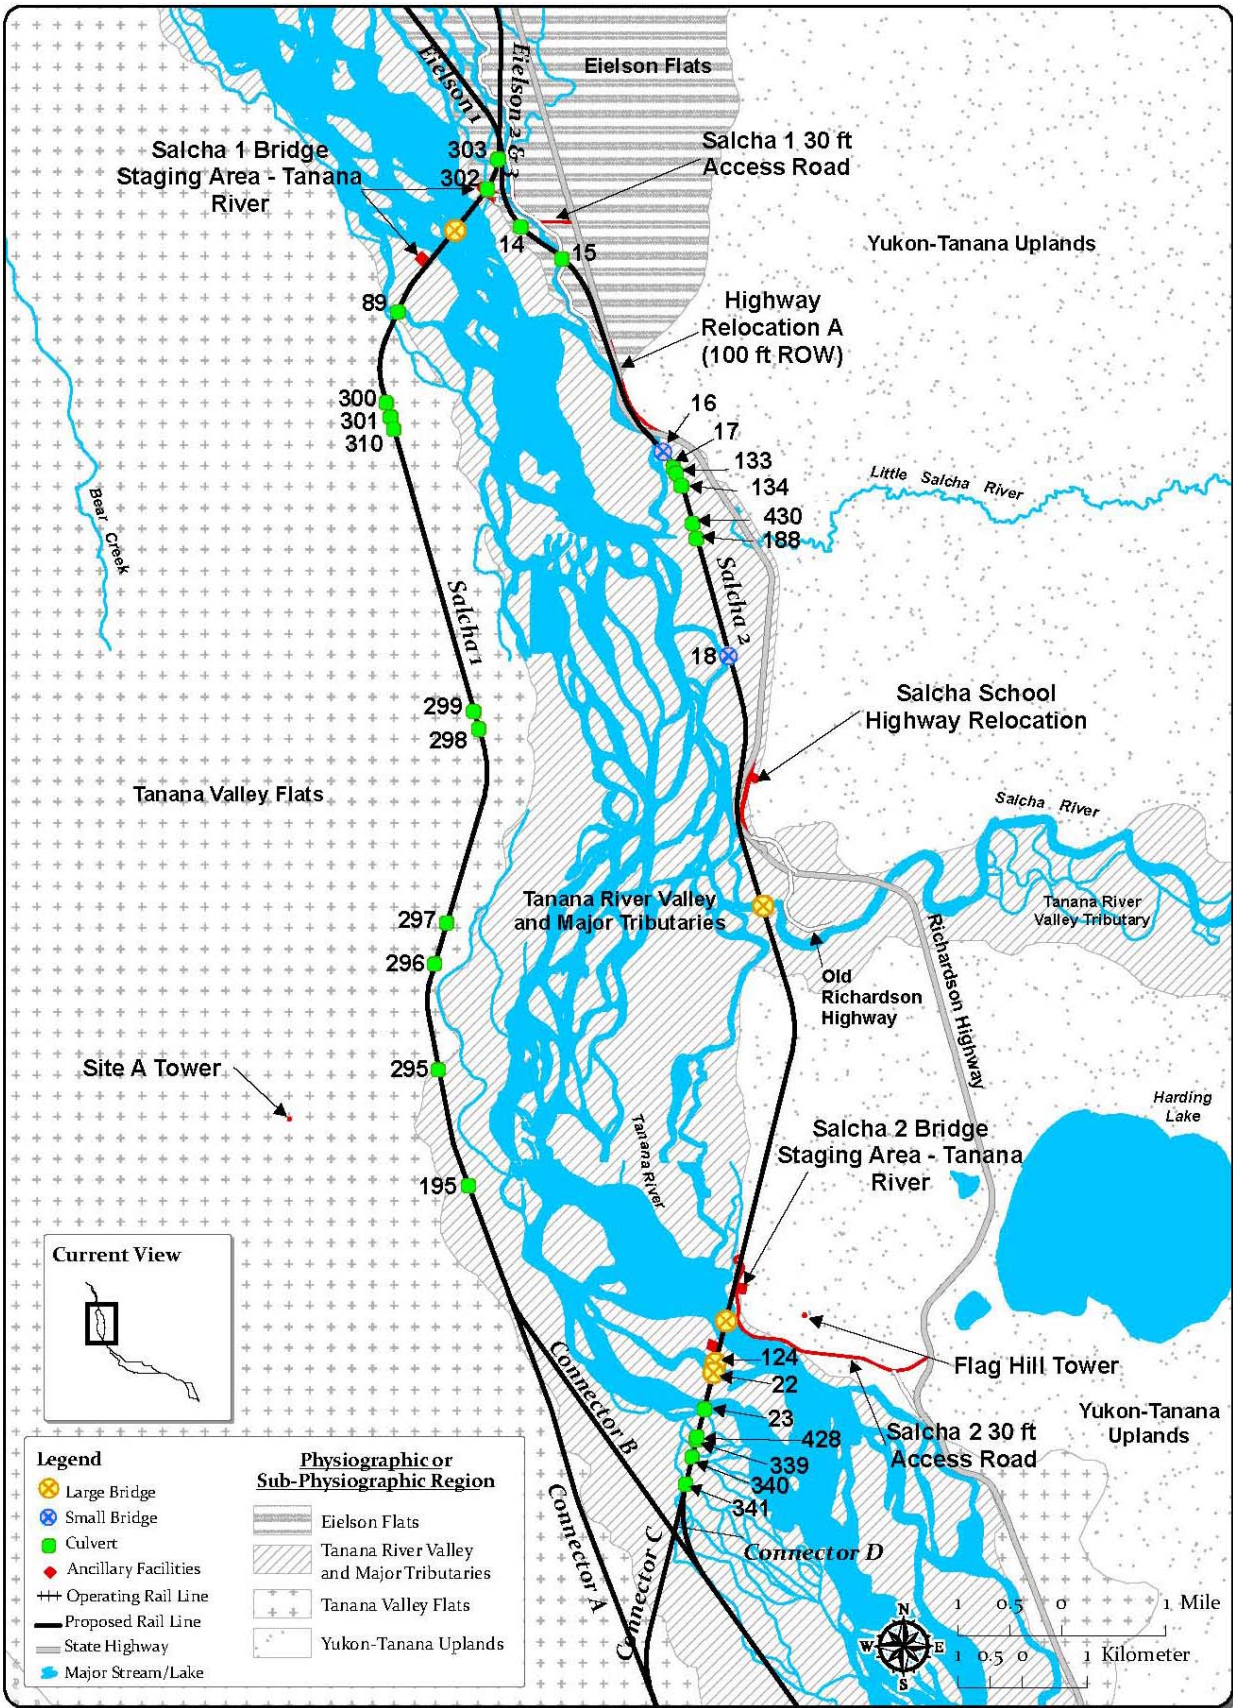 Eielson 1
Eielson 2 & 3
Eielson Flats
Salcha 1 Bridge
Staging Area - Tanana
River
303
302
Salcha 1 30 ft
Access Road
14
15
Yukon-Tanana Uplands
89
Highway
Relocation A
(100 ft ROW)
300
301
310
16
17
133
134
430
188
Little Salcha River
Bear Creek
Salcha 1
Salcha 2
18
299
298
Salcha School
Highway Relocation
Tanana Valley Flats
Salcha River
297
296
Tanana River Valley
and Major Tributaries
Tanana River
Valley Tributary
Old
Richardson
Highway
Richardson Highway
Site A Tower
295
Harding
Lake
Tanana River
Salcha 2 Bridge
Staging Area - Tanana
River
195
Current View
Connector B
124
22
Flag Hill Tower
23
428
339
340
341
Salcha 2 30 ft
Access Road
Yukon-Tanana
Uplands
Connector A
Connector C
Connector D
Legend
Large Bridge
Small Bridge
Culvert
Ancillary Facilities
Operating Rail Line
Proposed Rail Line
State Highway
Major Stream/Lake
Physiographic or
Sub-Physiographic Region
Eielson Flats
Tanana River Valley
and Major Tributaries
Tanana Valley Flats
Yukon-Tanana Uplands
N
W E
S
1 0.5 0 1 Mile
1 0.5 0 1 Kilometer